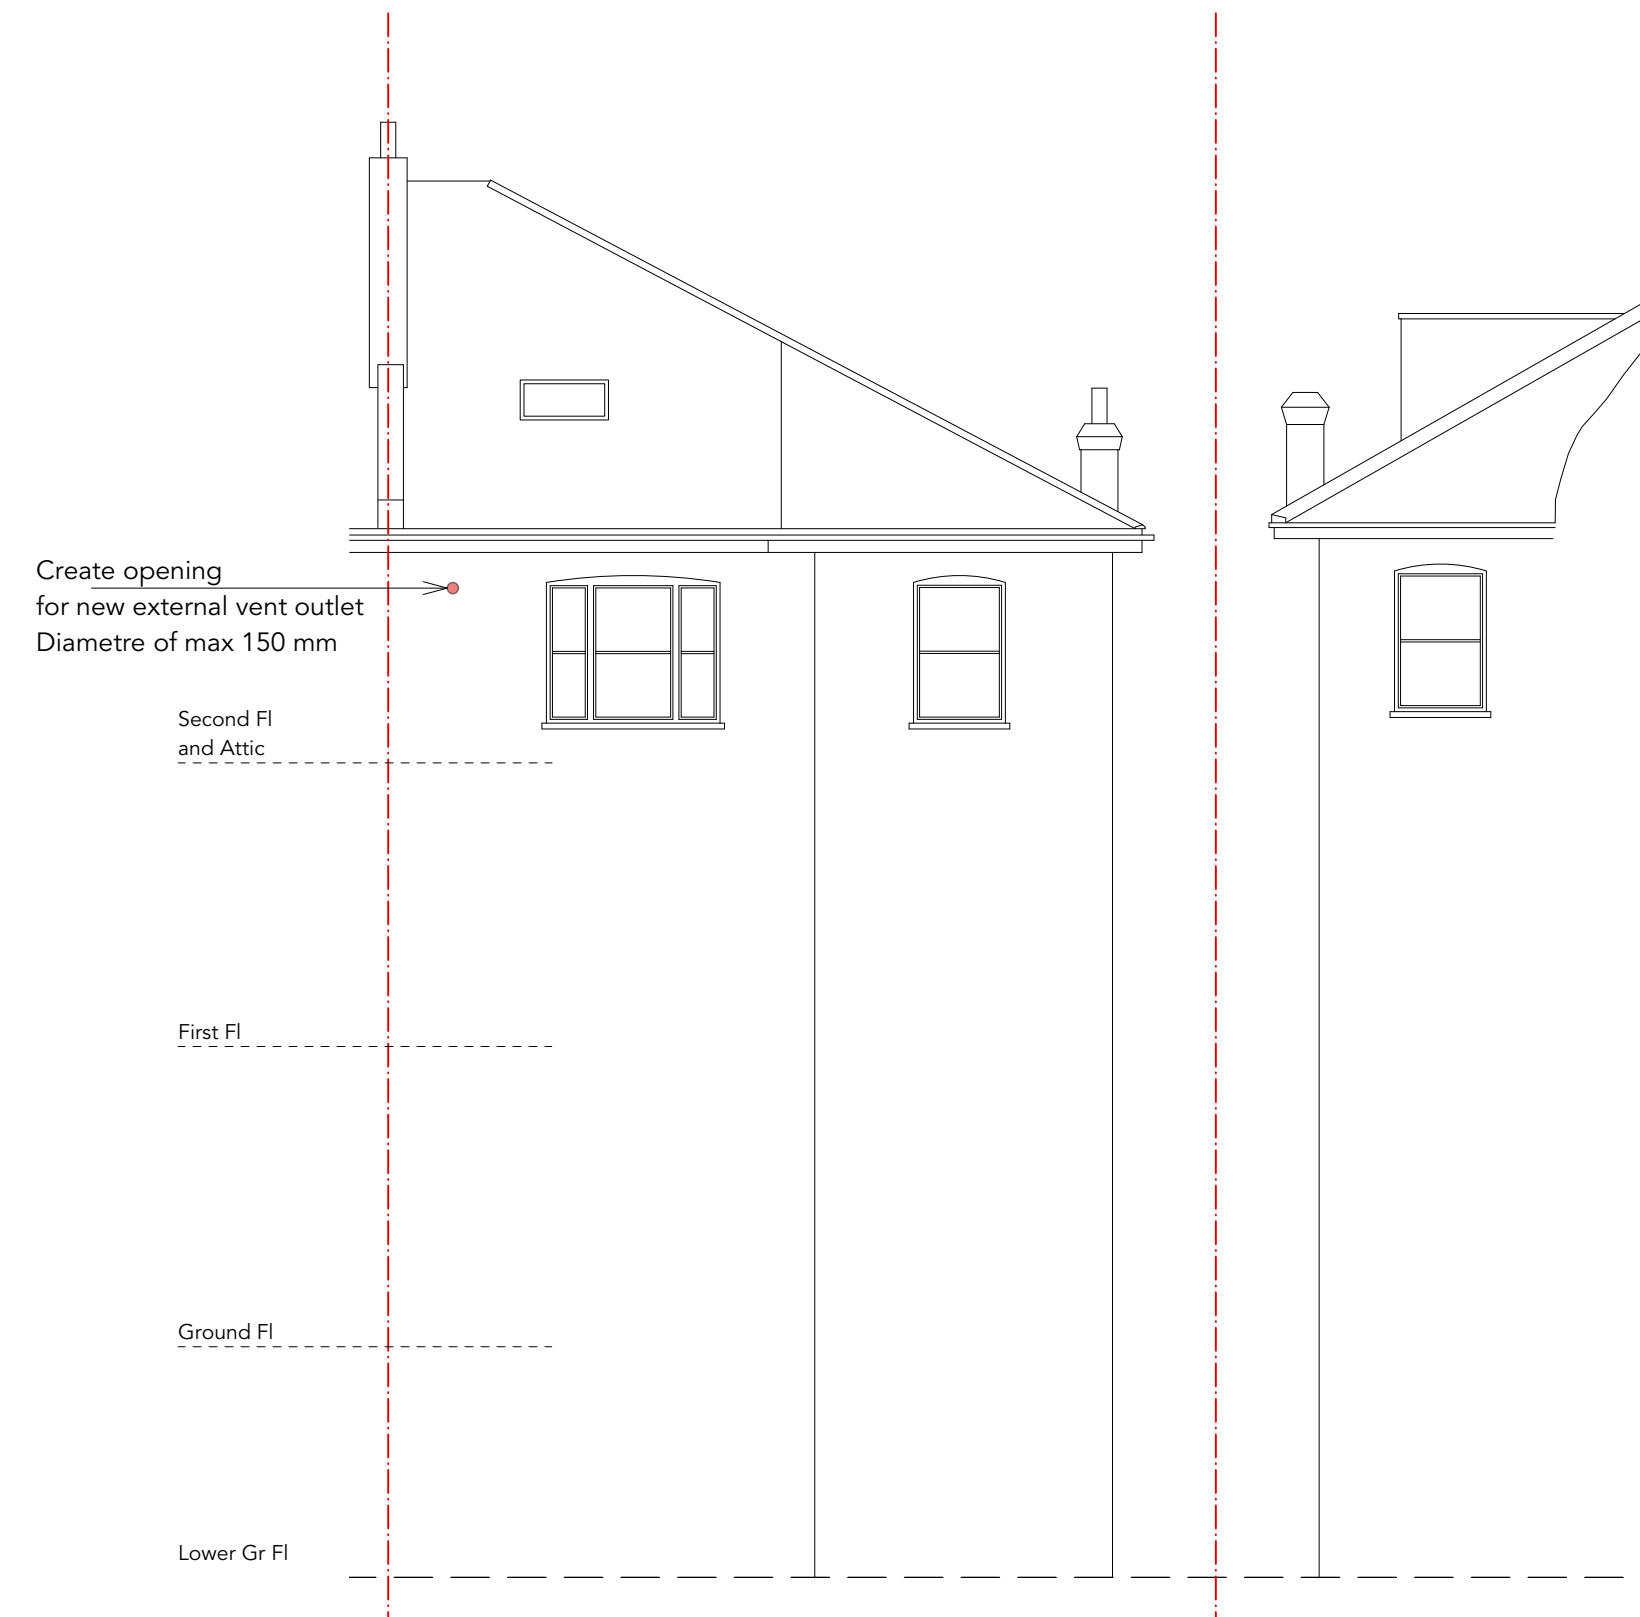 Create opening
for new external vent outlet
Diametre of max 150 mm
Second Fl
and Attic
First Fl
Ground Fl
Lower Gr Fl